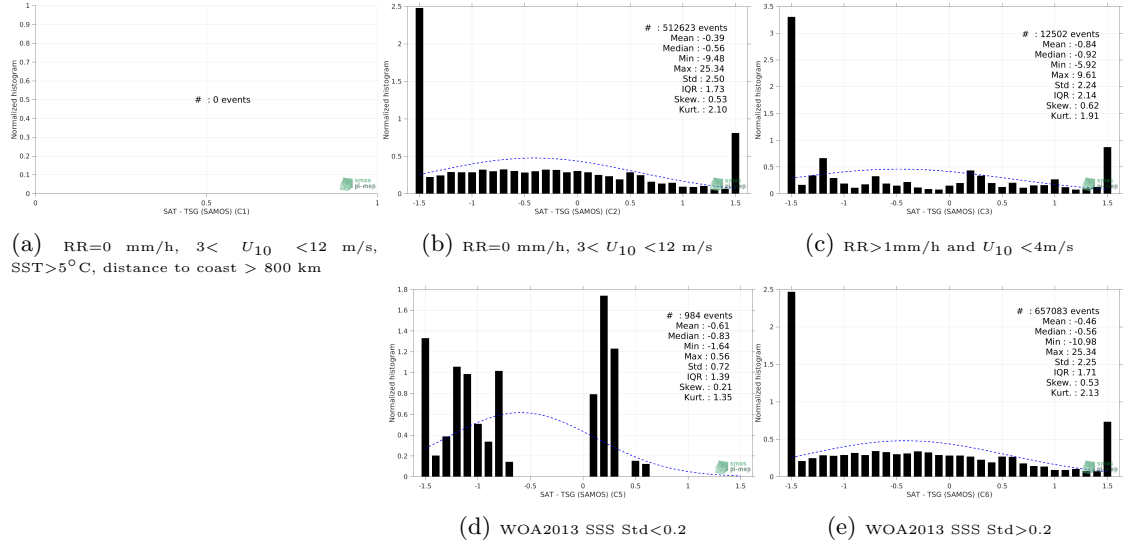 Normalized histogram
1
0.9
0.8
0.7
0.6
0.5
0.4
0.3
0.2
0.1
0
# : 0 events
0
0.5
1
SAT - TSG (SAMOS) (C1)
smos
pi-mep
(a) RR=0 mm/h, 3< U10 <12 m/s,
SST>5°C, distance to coast > 800 km
Normalized histogram
2.5
2
1.5
1
0.5
0
# : 512623 events
Mean : -0.39
Median : -0.56
Min : -9.48
Max : 25.34
Std : 2.50
IQR : 1.73
Skew. : 0.53
Kurt. : 2.10
-1.5
-1
-0.5
0
0.5
1
1.5
SAT - TSG (SAMOS) (C2)
smos
pi-mep
(b) RR=0 mm/h, 3< U10 <12 m/s
Normalized histogram
3.5
3
2.5
2
1.5
1
0.5
0
# : 12502 events
Mean : -0.84
Median : -0.92
Min : -5.92
Max : 9.61
Std : 2.24
IQR : 2.14
Skew. : 0.62
Kurt. : 1.91
-1.5
-1
-0.5
0
0.5
1
1.5
SAT - TSG (SAMOS) (C3)
smos
pi-mep
(c) RR>1mm/h and U10 <4m/s
Normalized histogram
1.8
1.6
1.4
1.2
1
0.8
0.6
0.4
0.2
0
# : 984 events
Mean : -0.61
Median : -0.83
Min : -1.64
Max : 0.56
Std : 0.72
IQR : 1.39
Skew. : 0.21
Kurt. : 1.35
-1.5
-1
-0.5
0
0.5
1
1.5
SAT - TSG (SAMOS) (C5)
smos
pi-mep
(d) WOA2013 SSS Std<0.2
Normalized histogram
2.5
2
1.5
1
0.5
0
# : 657083 events
Mean : -0.46
Median : -0.56
Min : -10.98
Max : 25.34
Std : 2.25
IQR : 1.71
Skew. : 0.53
Kurt. : 2.13
-1.5
-1
-0.5
0
0.5
1
1.5
SAT - TSG (SAMOS) (C6)
smos
pi-mep
(e) WOA2013 SSS Std>0.2